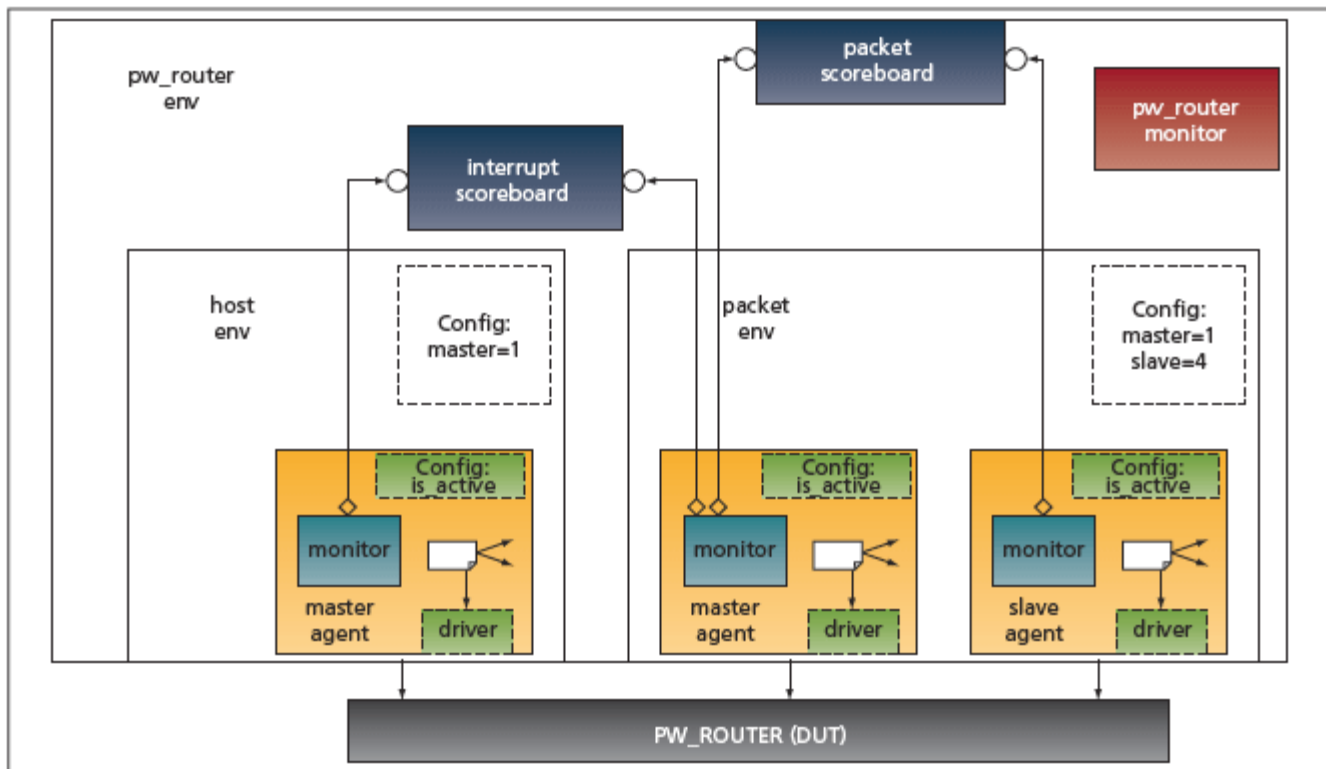 packet
scoreboard
pw_router
env
pw_router
monitor
interrupt
scoreboard
host
env
Config:
master=1
packet
env
Config:
master=1
slave=4
Config:
is_active
monitor
master
agent
driver
Config:
is_active
monitor
master
agent
driver
Config:
is_active
monitor
slave
agent
driver
PW_ROUTER (DUT)